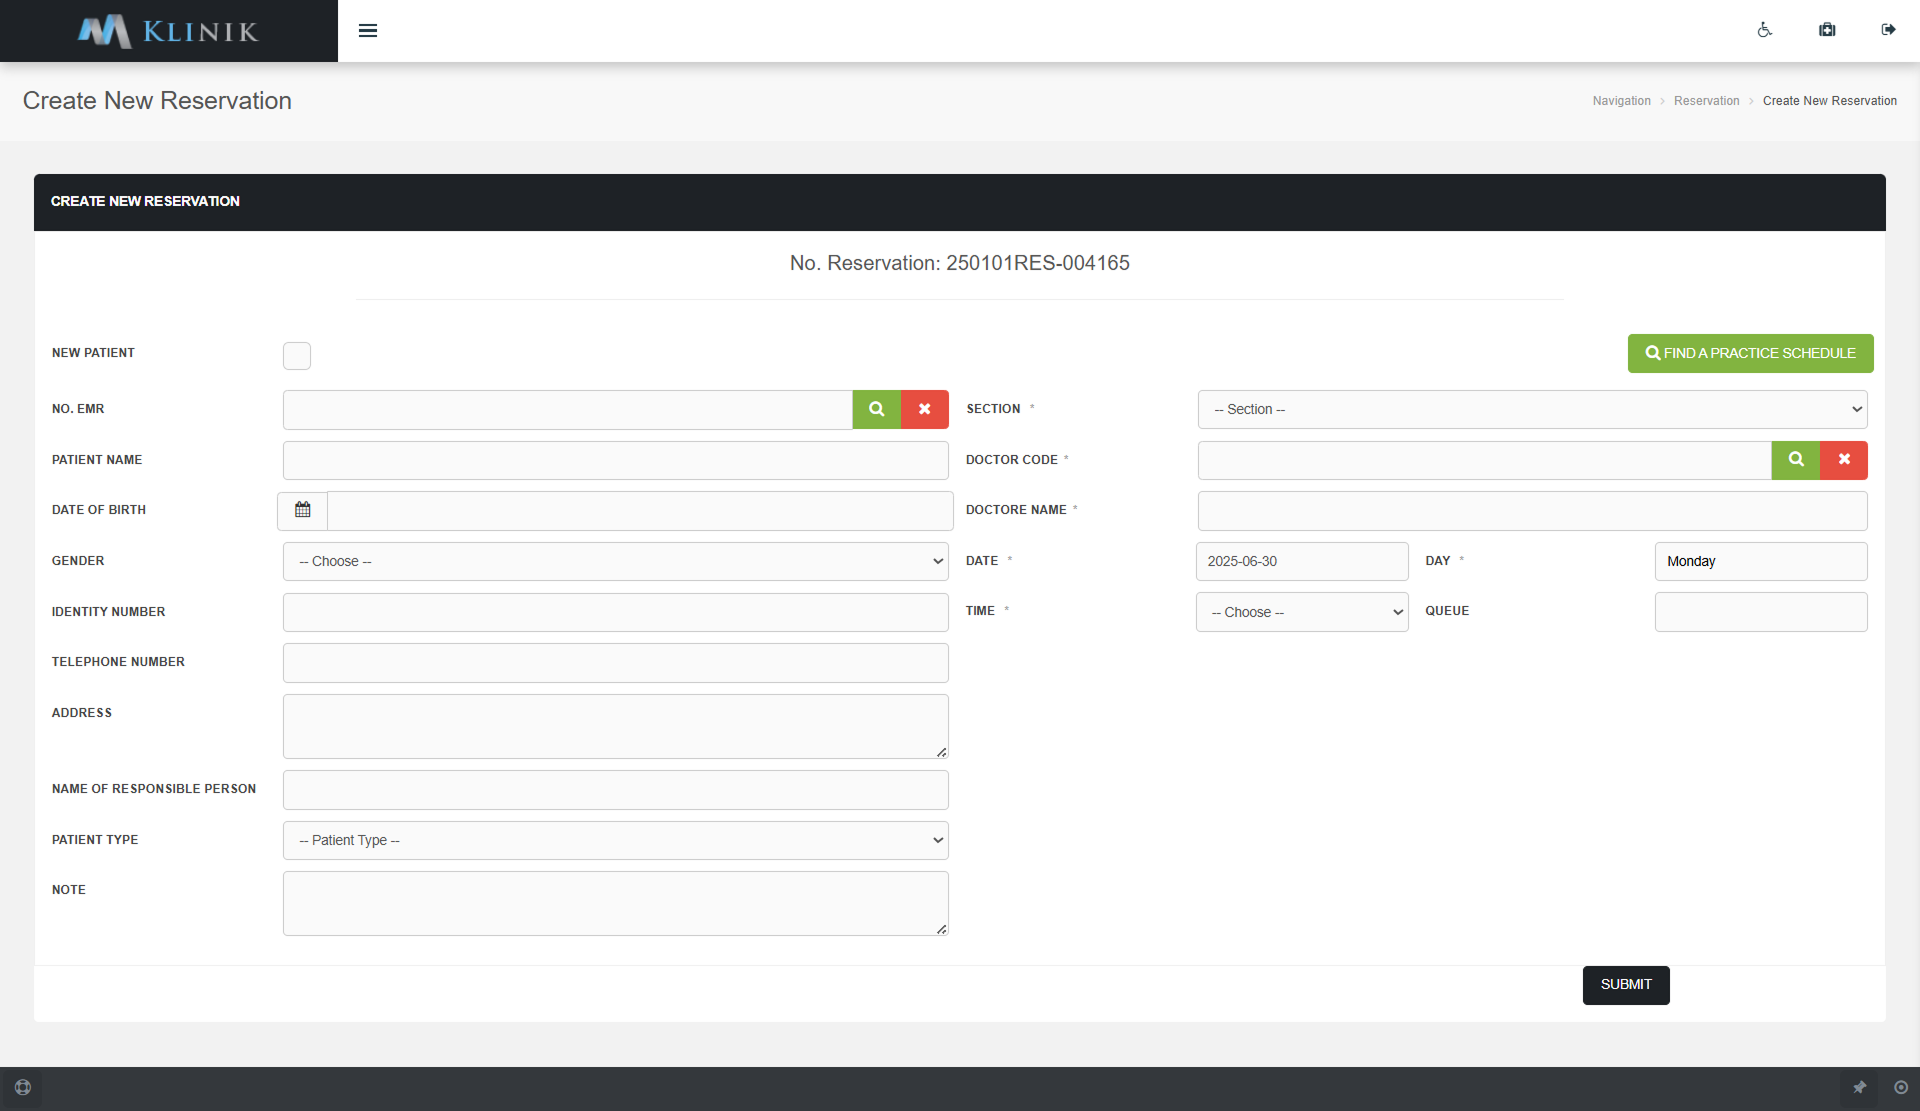 KLINIK
Create New Reservation
Navigation > Reservation > Create New Reservation
CREATE NEW RESERVATION
No. Reservation: 250101RES-004165
NEW PATIENT
FIND A PRACTICE SCHEDULE
NO. EMR
SECTION *
-- Section --
PATIENT NAME
DOCTOR CODE *
DATE OF BIRTH
DOCTORE NAME *
GENDER
-- Choose --
DATE *
2025-06-30
DAY *
Monday
IDENTITY NUMBER
TIME *
-- Choose --
QUEUE
TELEPHONE NUMBER
ADDRESS
NAME OF RESPONSIBLE PERSON
PATIENT TYPE
-- Patient Type --
NOTE
SUBMIT